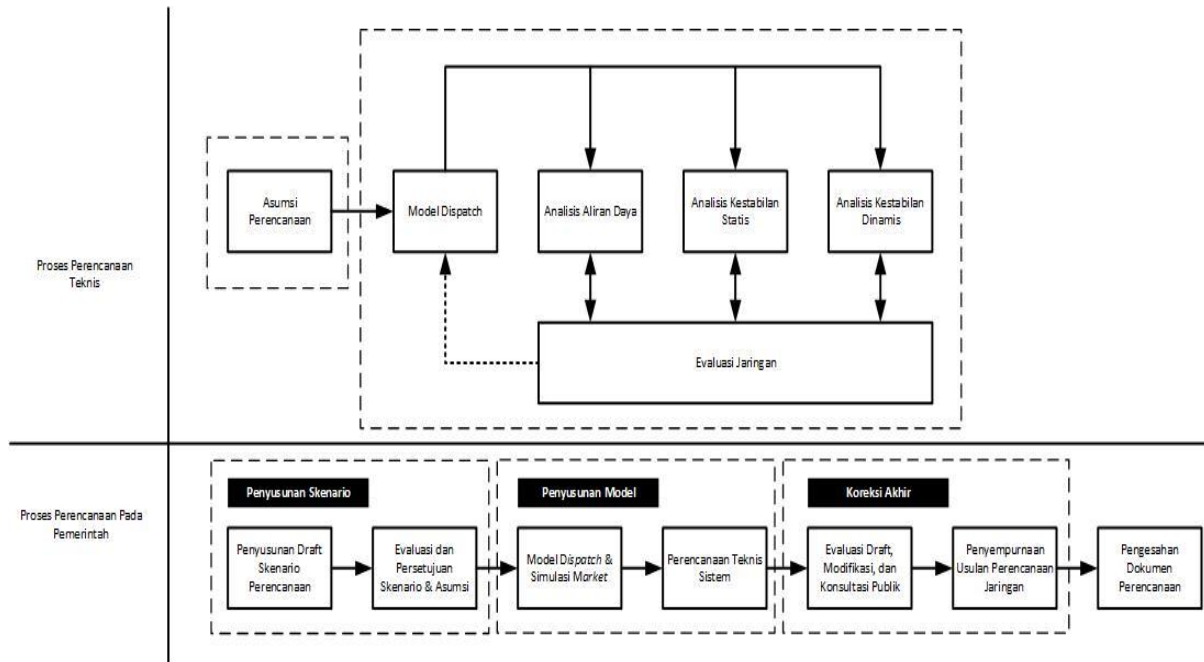 Asumsi
Perencanaan
Model Dispatch
Analisis Aliran Daya
Analisis Kestabilan
Statis
Analisis Kestabilan
Dinamis
Proses Perencanaan
Teknis
Evaluasi Jaringan
Proses Perencanaan Pada
Pemerintah
Penyusunan Skenario
Penyusunan Draft
Skenario
Perencanaan
Evaluasi dan
Persetujuan
Skenario & Asumsi
Penyusunan Model
Model Dispatch &
Simulasi Market
Perencanaan Teknis
Sistem
Koreksi Akhir
Evaluasi Draft,
Modifikasi, dan
Konsultasi Publik
Penyempurnaan
Usulan Perencanaan
Jaringan
Pengesahan
Dokumen
Perencanaan